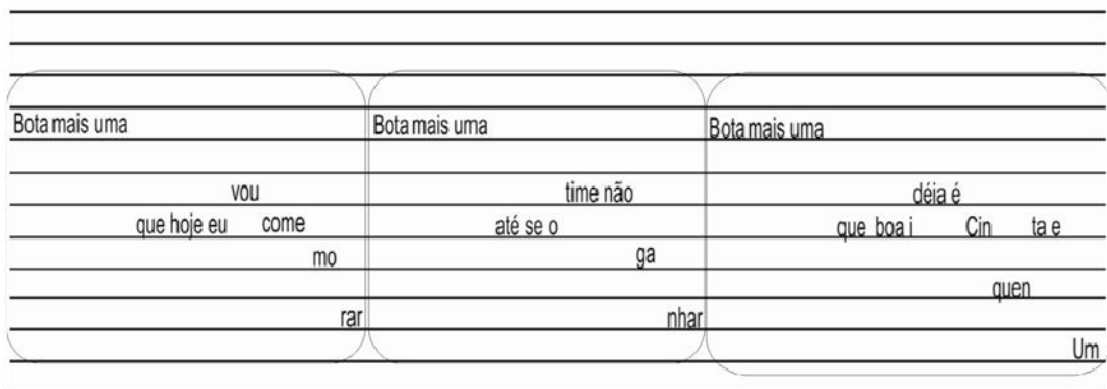 Bota mais uma Bota mais uma Bota mais uma
vou time não déia é
que hoje eu come até se o que boa i Cin ta e
mo ga
quen
rar nhar
Um